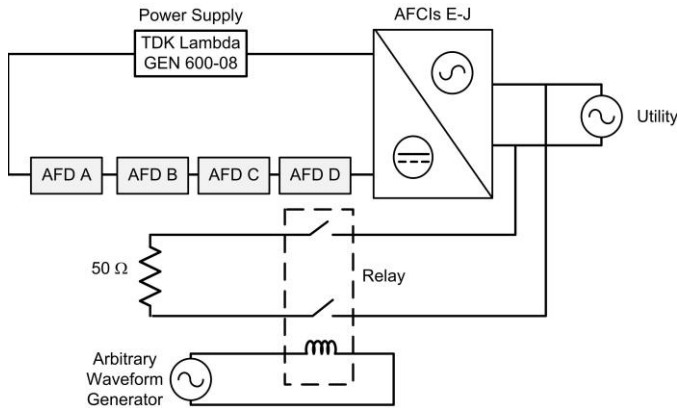 Power Supply
TDK Lambda
GEN 600-08
AFCIs E-J
Utility
AFD A
AFD B
AFD C
AFD D
50 Ω
Relay
Arbitrary
Waveform
Generator